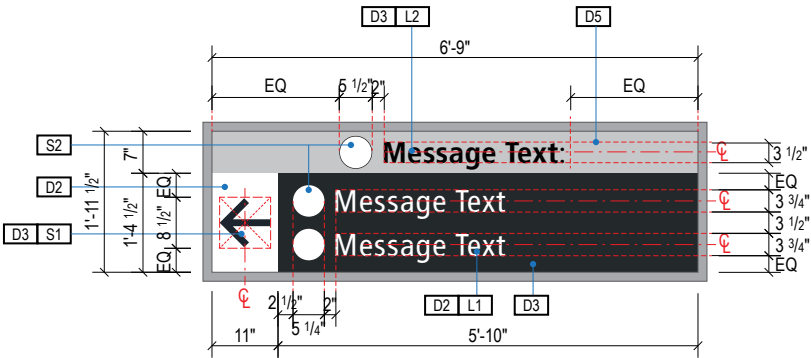 D3 L2 D5
6'-9"
EQ 5 1/2" 2" EQ
S2
D2
D3 S1
1'-11 1/2"
7"
1'-4 1/2"
EQ
8 1/2"
EQ
Message Text:
Message Text
Message Text
℄
℄
℄
3 1/2"
EQ
3 3/4"
3 1/2"
3 3/4"
EQ
℄
2 1/2" 2"
5 1/4"
D2 L1 D3
11" 5'-10"